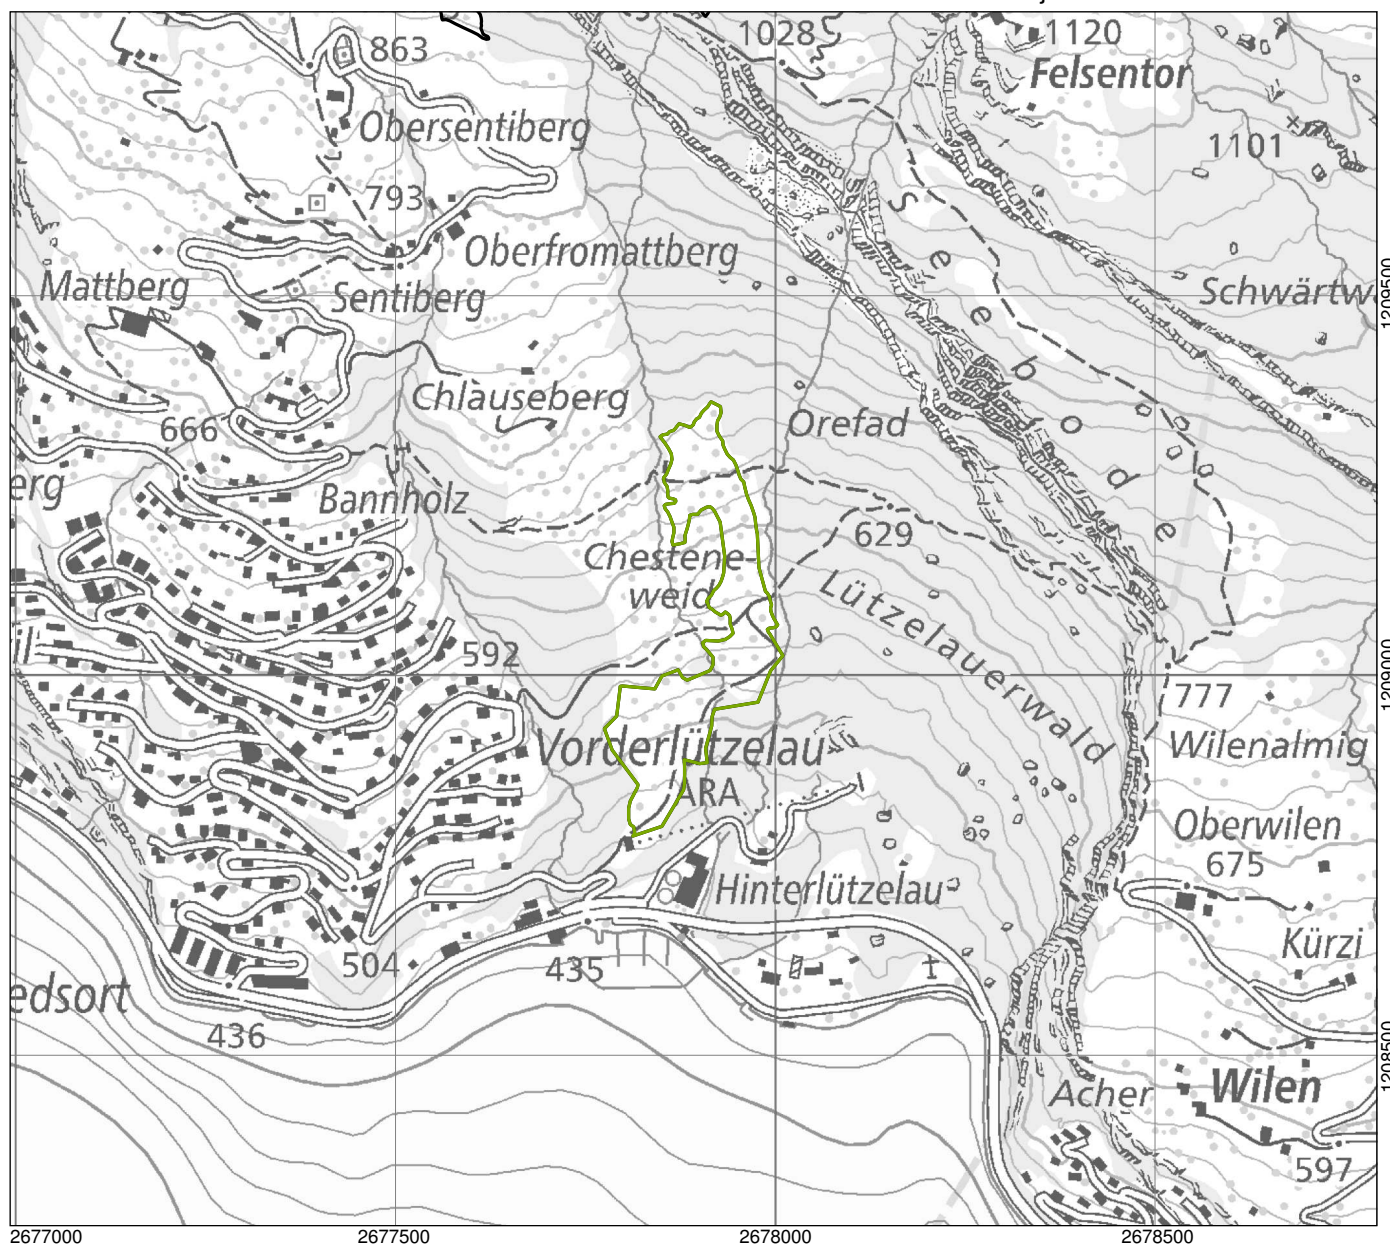 1028
1120
863
Felsentor
Obersentiberg
1101
793
Oberfromattberg
Mattberg
Sentiberg
Seebode
Schwärtw
1209500
Chläuseberg
Orefad
666
erg
Bannholz
629
Chestene-
weid
Lützelauerwald
592
1209000
777
Vorderlützelau
Wilenalmig
ARA
Oberwilen
675
Hinterlützelau
Kürzi
504
435
edsort
436
1208500
Acher
Wilen
597
2677000
2677500
2678000
2678500